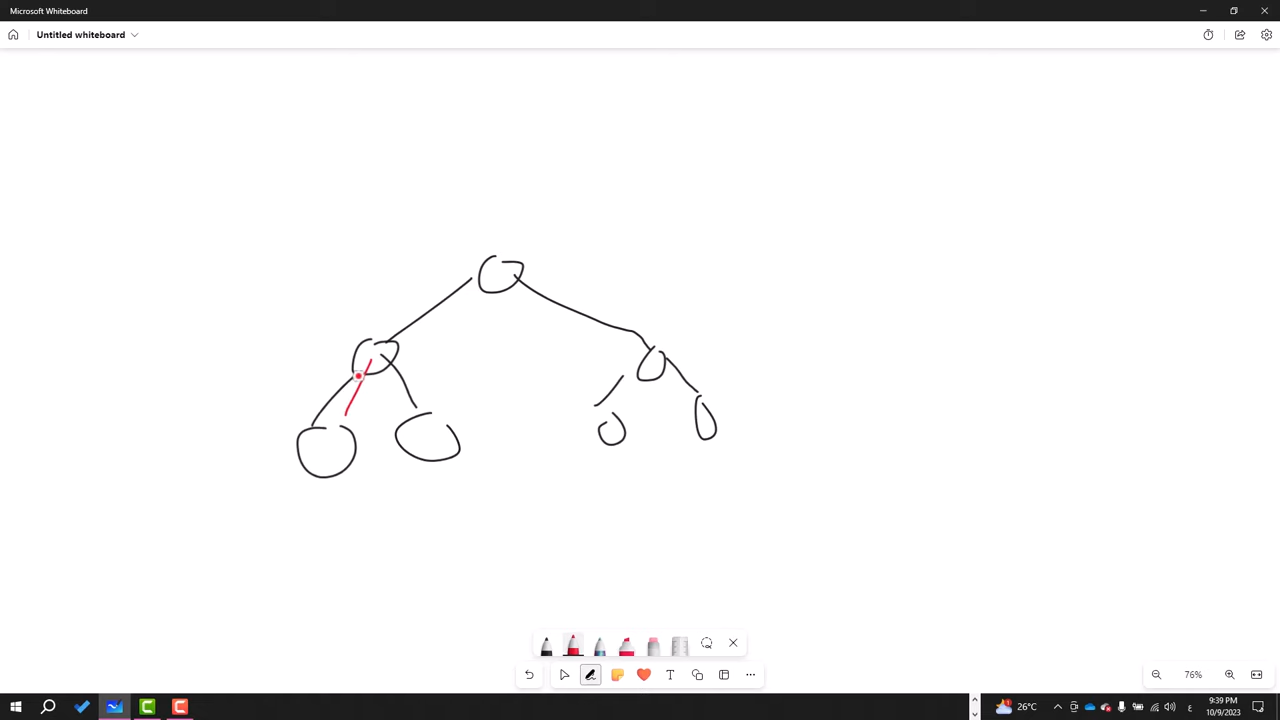 Microsoft Whiteboard
Untitled whiteboard
76%
26°C
ع
9:39 PM
10/9/2023